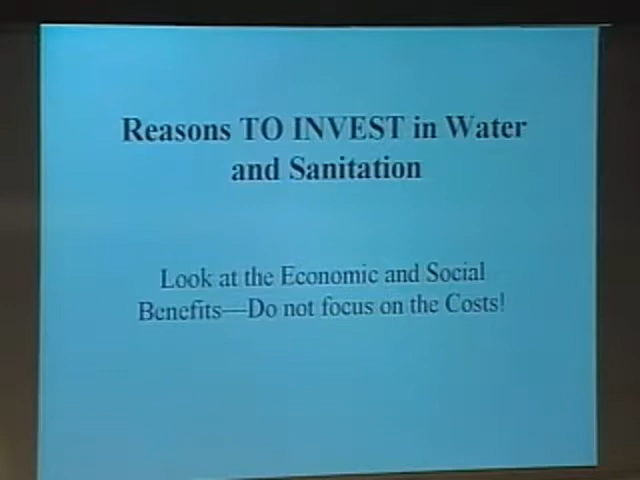 Reasons TO INVEST in Water
and Sanitation
Look at the Economic and Social
Benefits—Do not focus on the Costs!